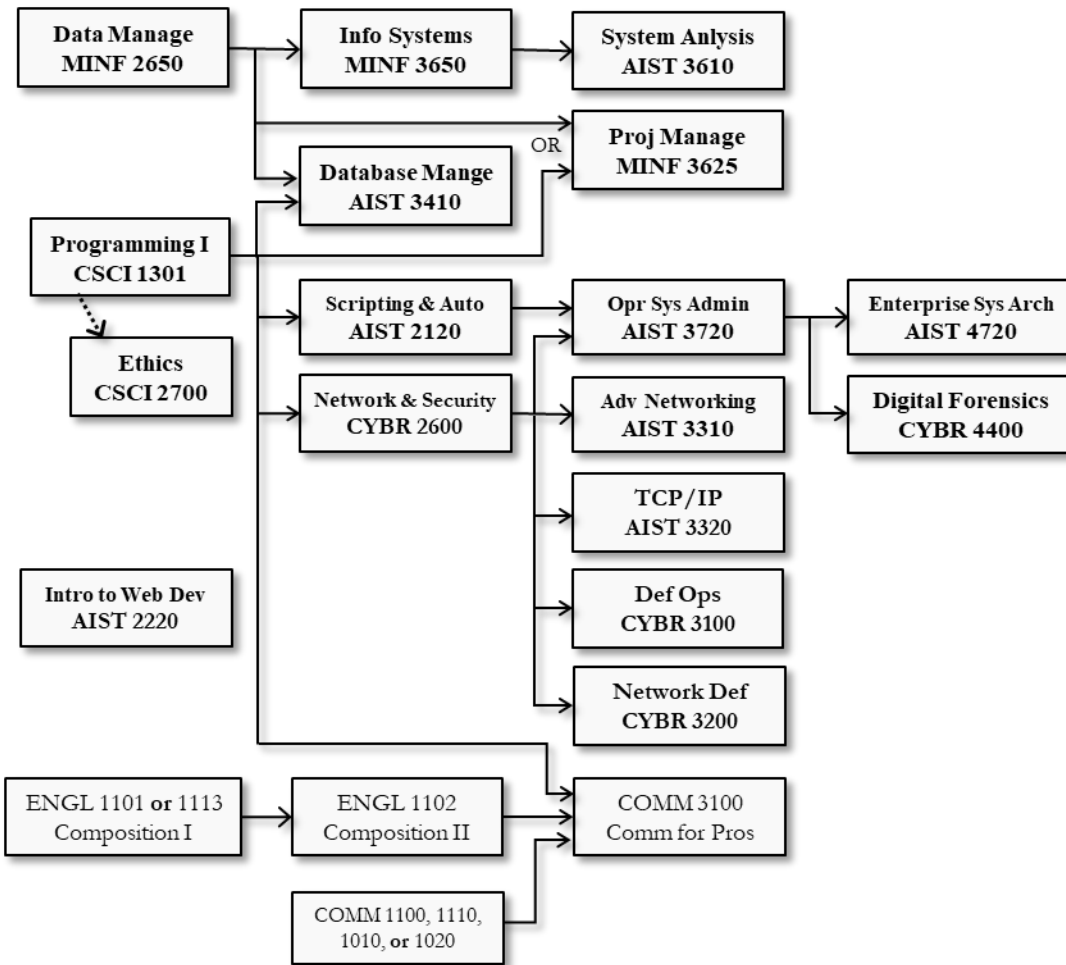 Data Manage
MINF 2650
Info Systems
MINF 3650
System Anlysis
AIST 3610
OR
Proj Manage
MINF 3625
Database Mange
AIST 3410
Programming I
CSCI 1301
Ethics
CSCI 2700
Scripting & Auto
AIST 2120
Opr Sys Admin
AIST 3720
Enterprise Sys Arch
AIST 4720
Network & Security
CYBR 2600
Adv Networking
AIST 3310
Digital Forensics
CYBR 4400
TCP/IP
AIST 3320
Intro to Web Dev
AIST 2220
Def Ops
CYBR 3100
Network Def
CYBR 3200
ENGL 1101 or 1113
Composition I
ENGL 1102
Composition II
COMM 3100
Comm for Pros
COMM 1100, 1110,
1010, or 1020